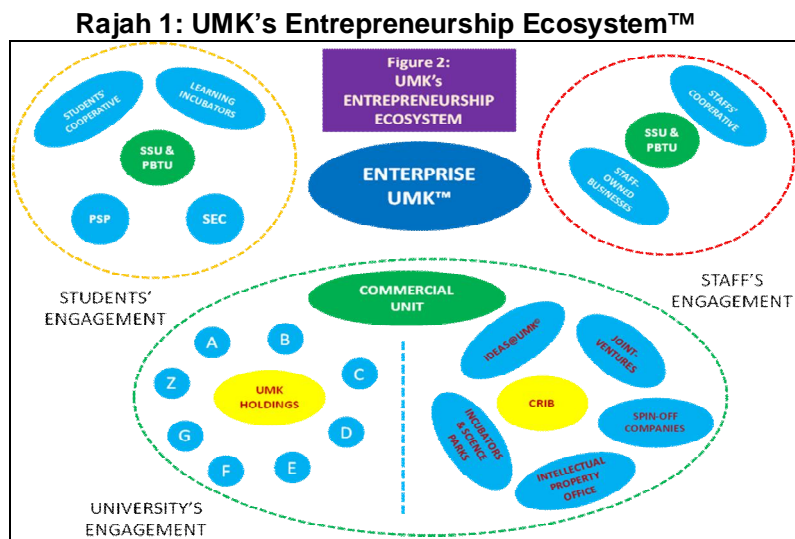 Rajah 1: UMK's Entrepreneurship Ecosystem™
Figure 2:
UMK's
ENTREPRENEURSHIP
ECOSYSTEM
ENTERPRISE
UMK™
STUDENTS'
COOPERATIVE
LEARNING
INCUBATORS
SSU &
PBTU
PSP
SEC
STUDENTS'
ENGAGEMENT
STAFFS'
COOPERATIVE
SSU &
PBTU
STAFF-
OWNED
BUSINESSES
STAFF'S
ENGAGEMENT
COMMERCIAL
UNIT
A
B
C
D
E
F
G
Z
UMK
HOLDINGS
IDEAS@UMK©
JOINT-
VENTURES
CRIB
SPIN-OFF
COMPANIES
INCUBATORS
& SCIENCE
PARKS
INTELLECTUAL
PROPERTY
OFFICE
UNIVERSITY'S
ENGAGEMENT